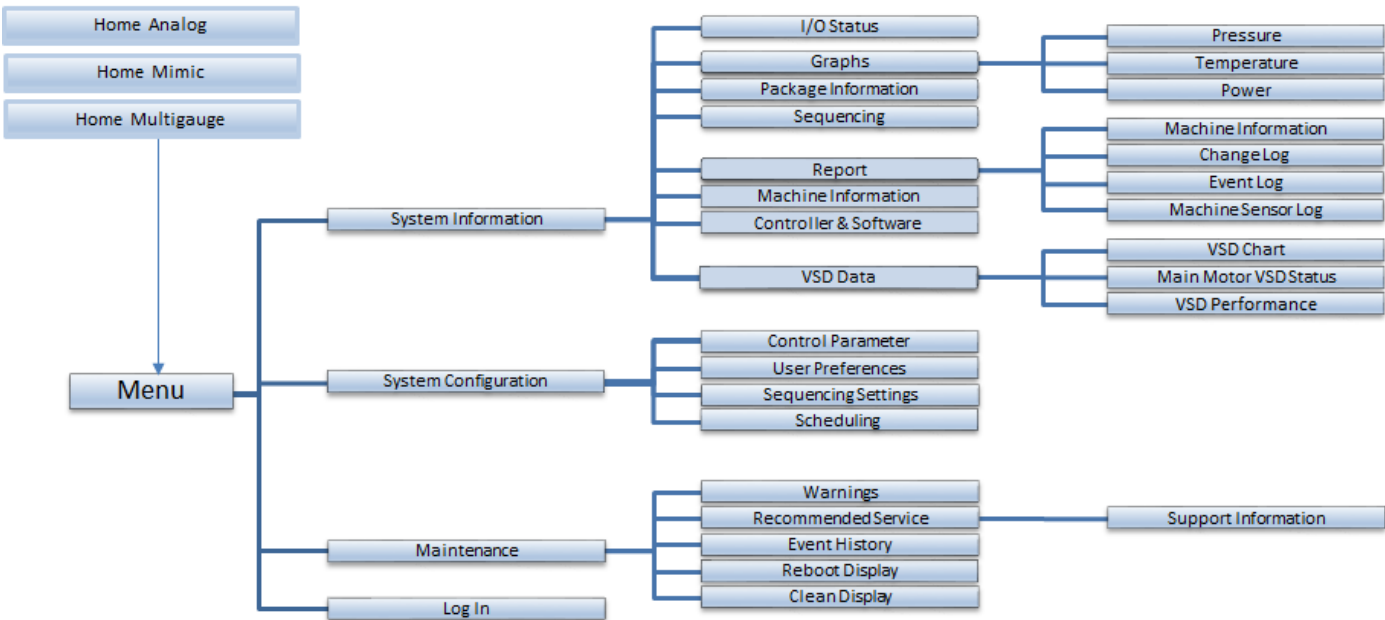 Home Analog
Home Mimic
Home Multigauge
Menu
System Information
I/O Status
Graphs
Pressure
Temperature
Power
Package Information
Sequencing
Report
Machine Information
Change Log
Event Log
Machine Sensor Log
Machine Information
Controller & Software
VSD Data
VSD Chart
Main Motor VSD Status
VSD Performance
System Configuration
Control Parameter
User Preferences
Sequencing Settings
Scheduling
Maintenance
Warnings
Recommended Service
Support Information
Event History
Reboot Display
Clean Display
Log In